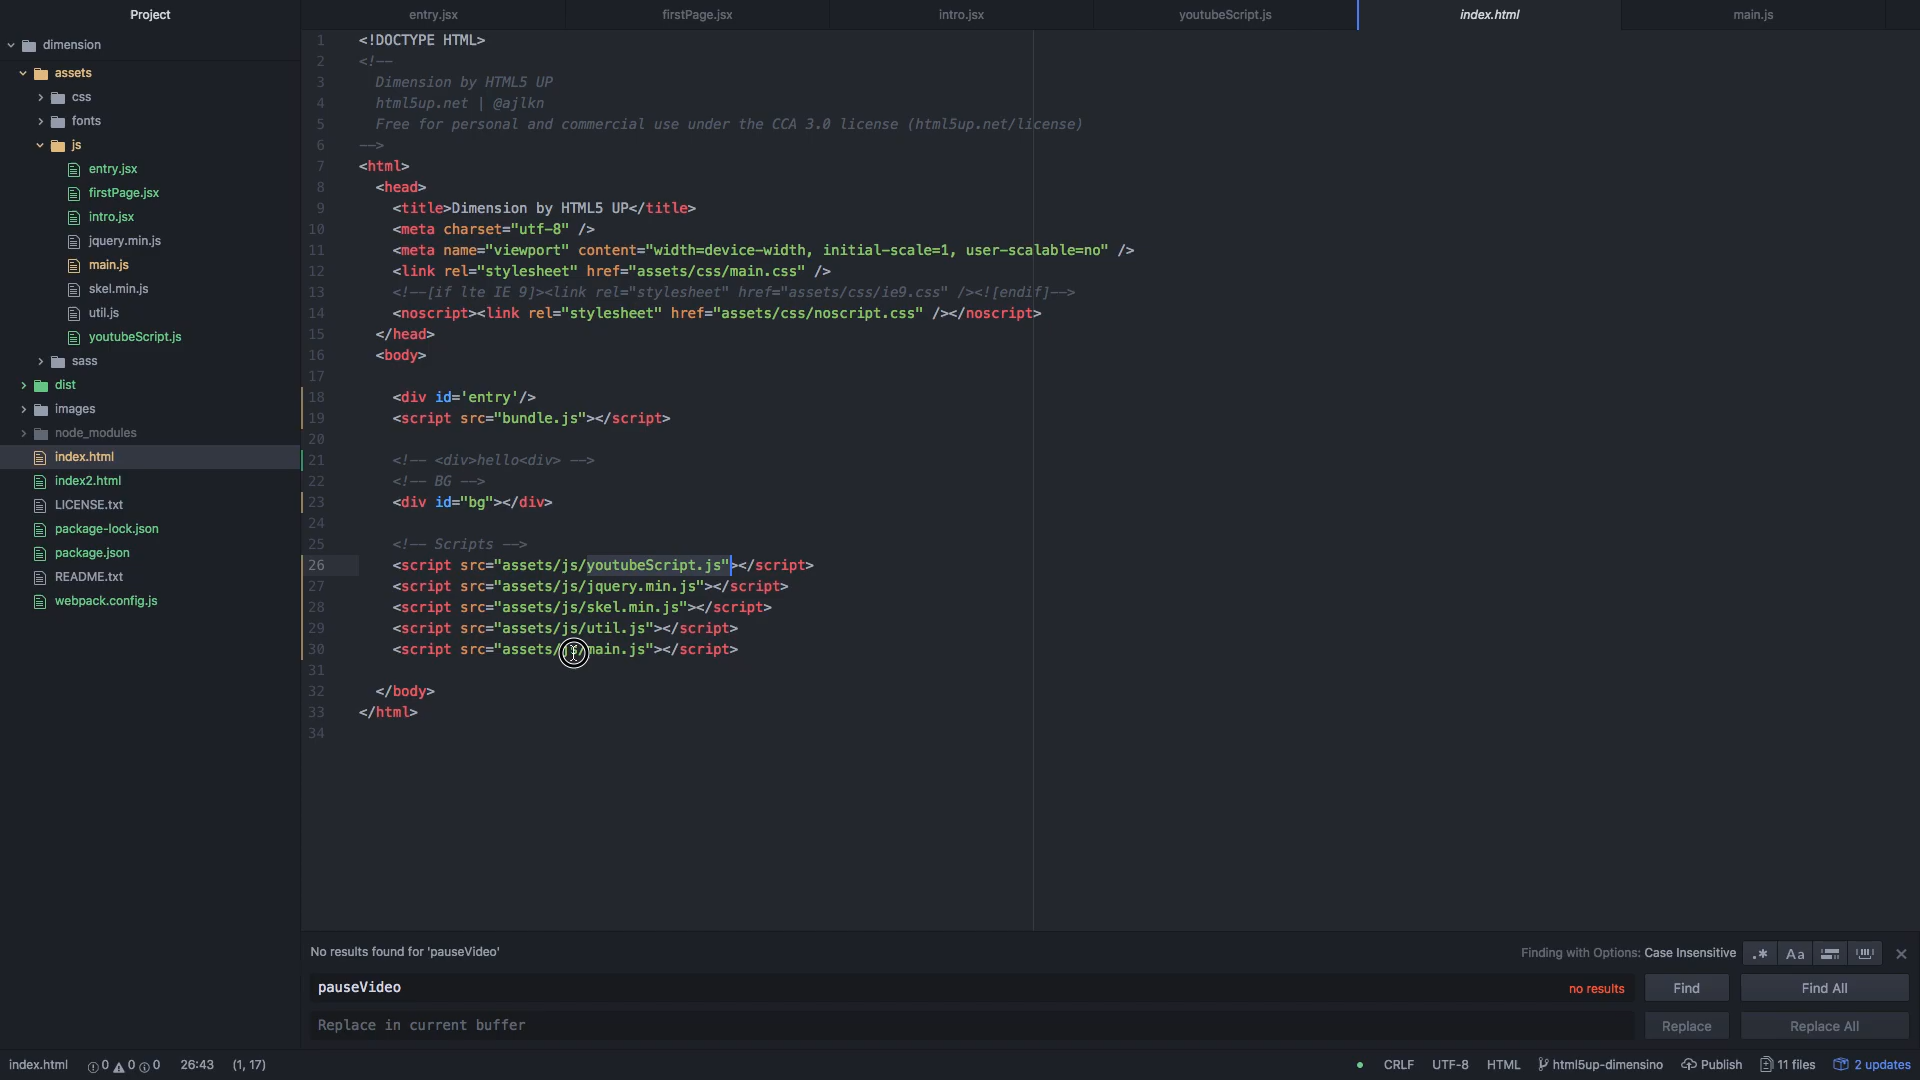 Project
entry.jsx
firstPage.jsx
intro.jsx
youtubeScript.js
index.html
main.js
dimension
assets
css
fonts
js
entry.jsx
firstPage.jsx
intro.jsx
jquery.min.js
main.js
skel.min.js
util.js
youtubeScript.js
sass
dist
images
node_modules
index.html
index2.html
LICENSE.txt
package-lock.json
package.json
README.txt
webpack.config.js
1 <!DOCTYPE HTML>
2 <!--
3 Dimension by HTML5 UP
4 html5up.net | @ajlkn
5 Free for personal and commercial use under the CCA 3.0 license (html5up.net/license)
6 -->
7 <html>
8 <head>
9 <title>Dimension by HTML5 UP</title>
10 <meta charset="utf-8" />
11 <meta name="viewport" content="width=device-width, initial-scale=1, user-scalable=no" />
12 <link rel="stylesheet" href="assets/css/main.css" />
13 <!--[if lte IE 9]><link rel="stylesheet" href="assets/css/ie9.css" /><![endif]-->
14 <noscript><link rel="stylesheet" href="assets/css/noscript.css" /></noscript>
15 </head>
16 <body>
17
18 <div id='entry'/>
19 <script src="bundle.js"></script>
20
21 <!-- <div>hello<div> -->
22 <!-- BG -->
23 <div id="bg"></div>
24
25 <!-- Scripts -->
26 <script src="assets/js/youtubeScript.js"></script>
27 <script src="assets/js/jquery.min.js"></script>
28 <script src="assets/js/skel.min.js"></script>
29 <script src="assets/js/util.js"></script>
30 <script src="assets/js/main.js"></script>
31
32 </body>
33 </html>
34
No results found for 'pauseVideo'
Finding with Options: Case Insensitive
.* Aa
pauseVideo
no results
Find
Find All
Replace in current buffer
Replace
Replace All
index.html 0 0 0 26:43 (1, 17)
CRLF UTF-8 HTML html5up-dimensino Publish 11 files 2 updates